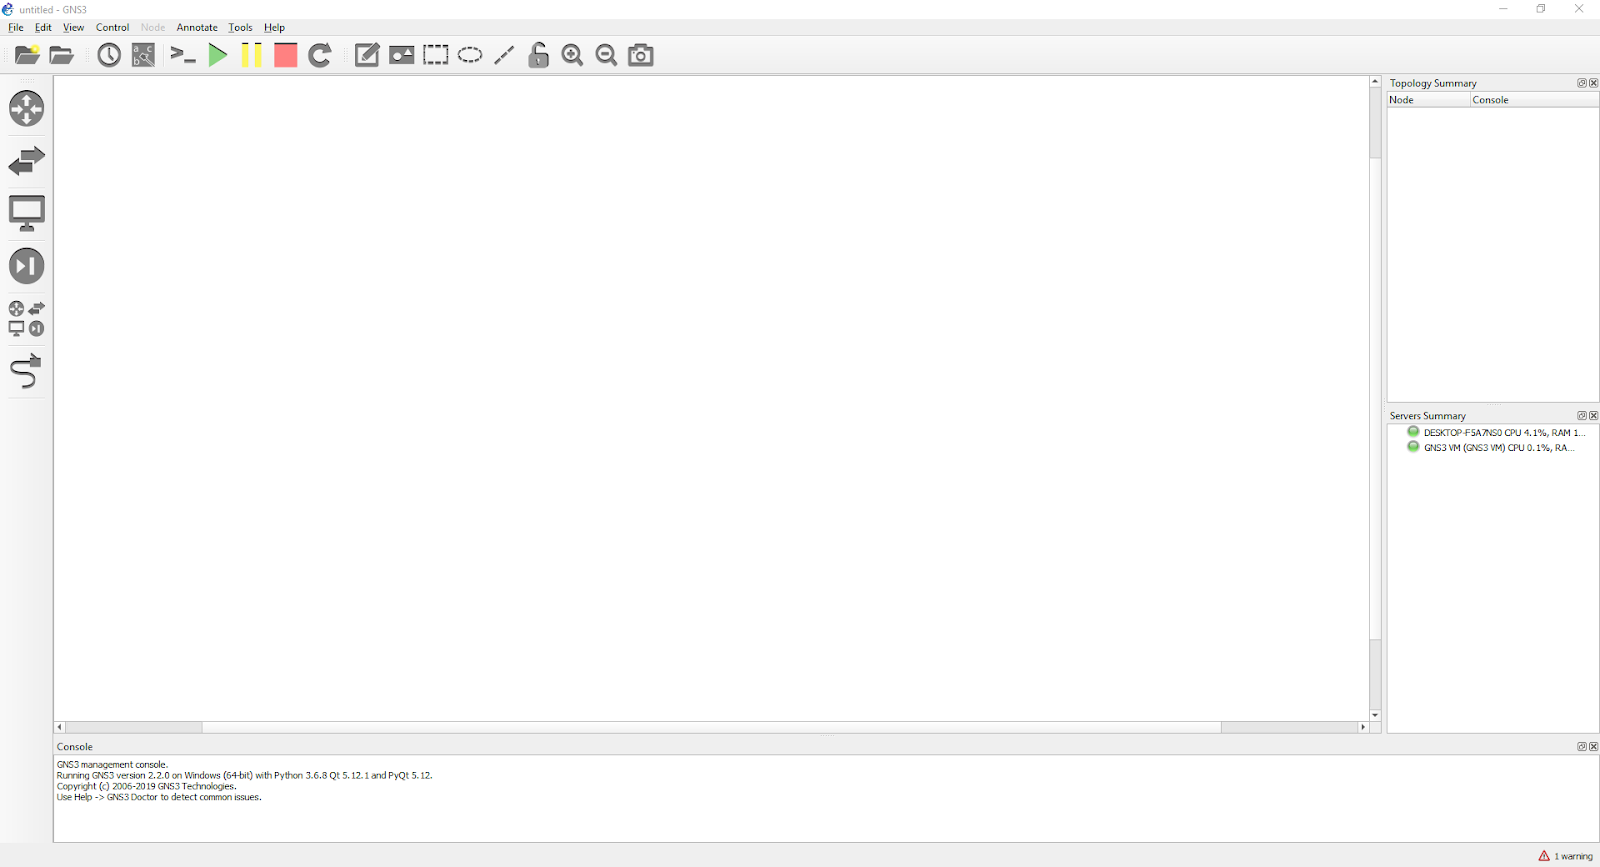 untitled - GNS3
File Edit View Control Node Annotate Tools Help
Topology Summary
Node Console
Servers Summary
DESKTOP-F5A7NS0 CPU 4.1%, RAM 1...
GNS3 VM (GNS3 VM) CPU 0.1%, RA...
Console
GNS3 management console.
Running GNS3 version 2.2.0 on Windows (64-bit) with Python 3.6.8 Qt 5.12.1 and PyQt 5.12.
Copyright (c) 2006-2019 GNS3 Technologies.
Use Help -> GNS3 Doctor to detect common issues.
1 warning